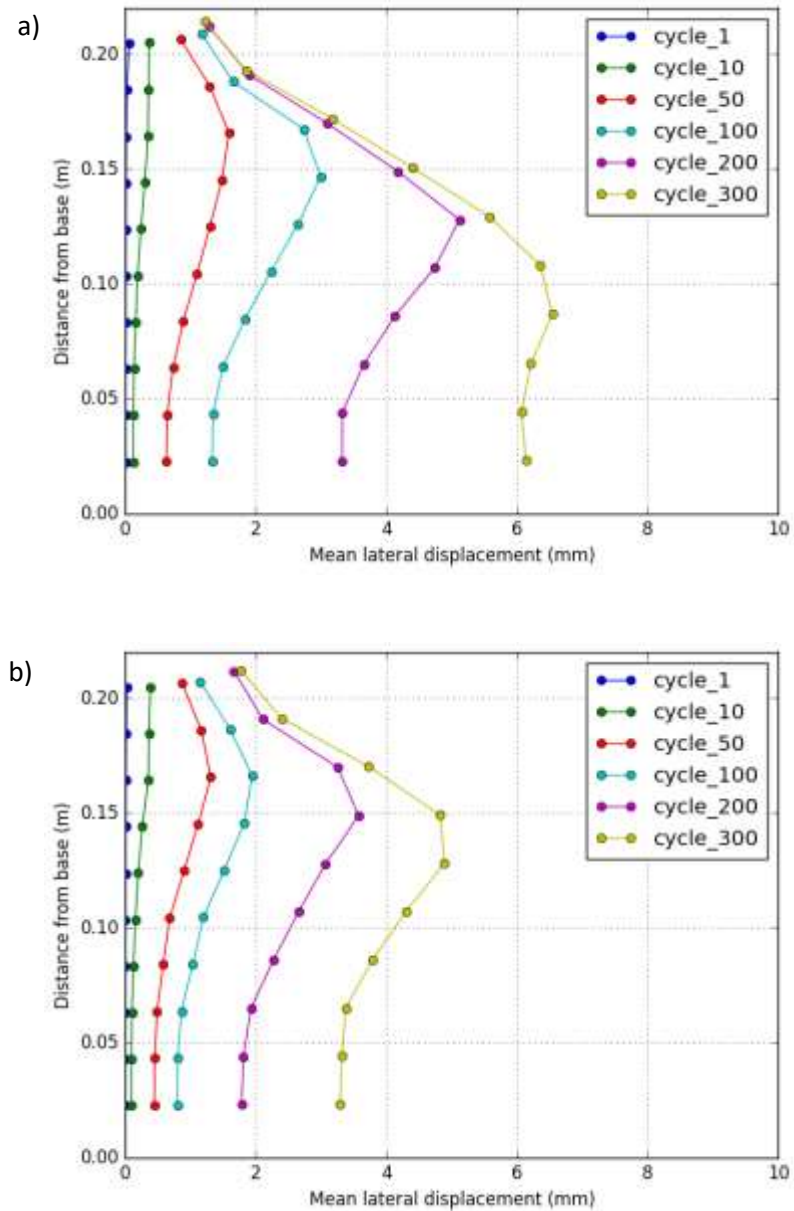 a)
0.20
0.15
0.10
0.05
0.00
Distance from base (m)
0 2 4 6 8 10
Mean lateral displacement (mm)
cycle_1
cycle_10
cycle_50
cycle_100
cycle_200
cycle_300
b)
0.20
0.15
0.10
0.05
0.00
Distance from base (m)
0 2 4 6 8 10
Mean lateral displacement (mm)
cycle_1
cycle_10
cycle_50
cycle_100
cycle_200
cycle_300